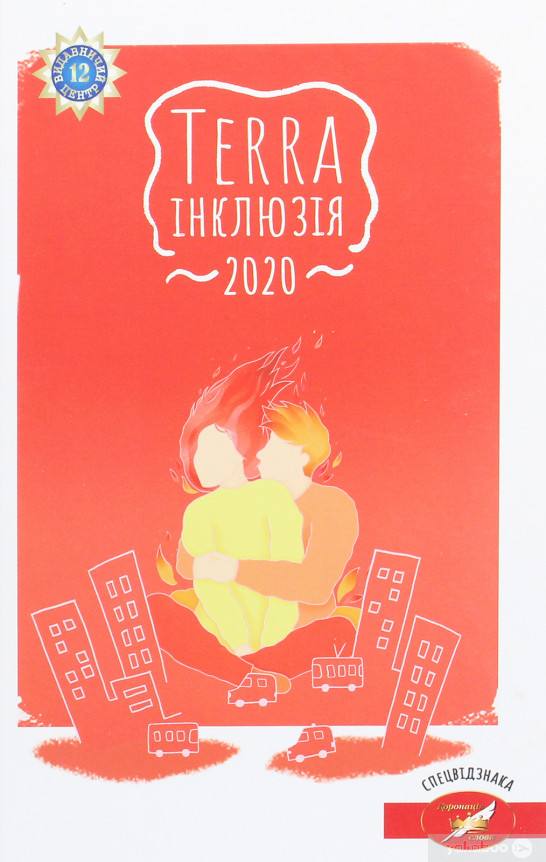 ВИДАВНИЧИЙ
12
ЦЕНТР
TERRA
ІНКЛЮЗІЯ
~2020~
СПЕЦВІДЗНАКА
Коронація
слова